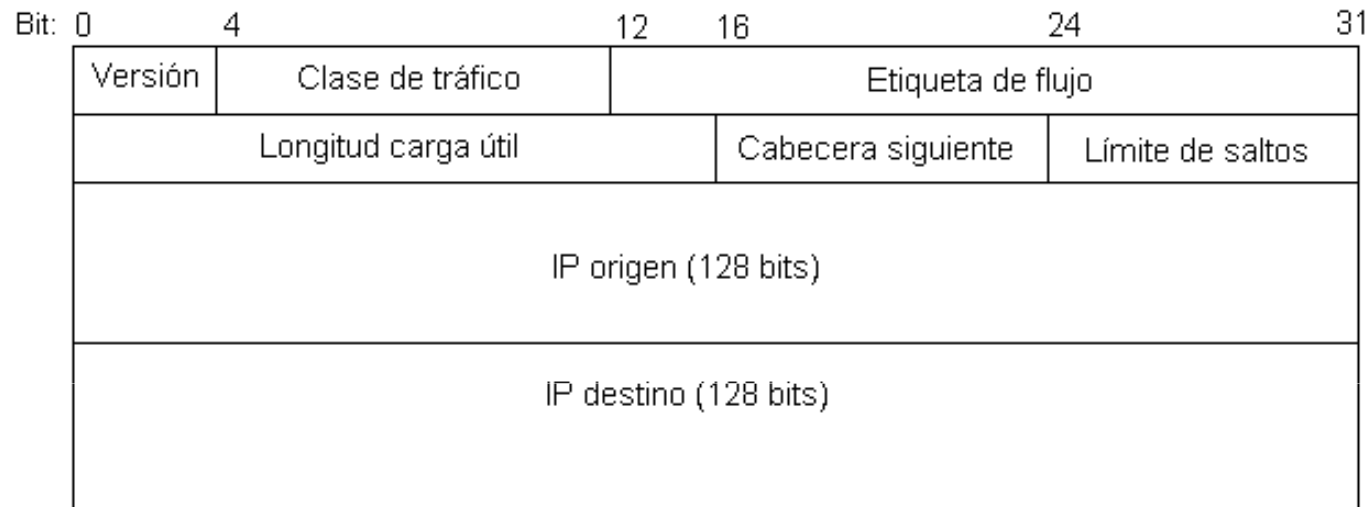 Bit: 0 4 12 16 24 31
Versión Clase de tráfico Etiqueta de flujo
Longitud carga útil Cabecera siguiente Límite de saltos
IP origen (128 bits)
IP destino (128 bits)